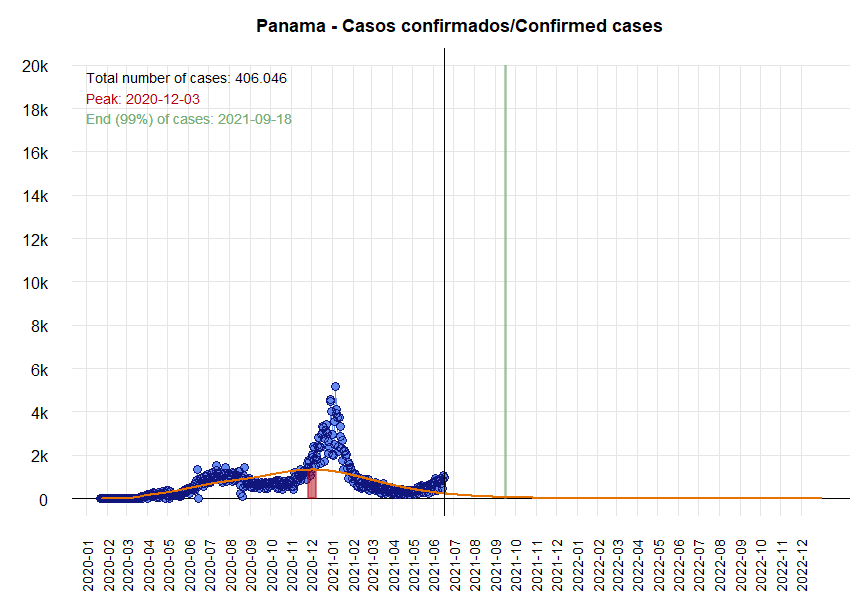 Panama - Casos confirmados/Confirmed cases
20k
18k
16k
14k
12k
10k
8k
6k
4k
2k
0
Total number of cases: 406.046
Peak: 2020-12-03
End (99%) of cases: 2021-09-18
2020-01
2020-02
2020-03
2020-04
2020-05
2020-06
2020-07
2020-08
2020-09
2020-10
2020-11
2020-12
2021-01
2021-02
2021-03
2021-04
2021-05
2021-06
2021-07
2021-08
2021-09
2021-10
2021-11
2021-12
2022-01
2022-02
2022-03
2022-04
2022-05
2022-06
2022-07
2022-08
2022-09
2022-10
2022-11
2022-12